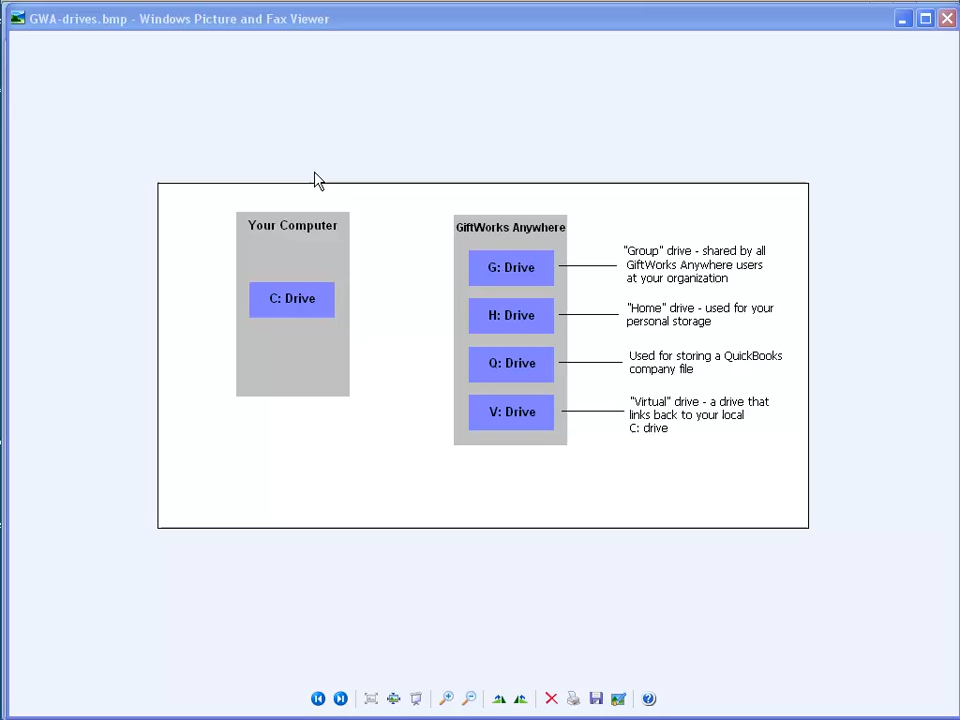 GWA-drives.bmp - Windows Picture and Fax Viewer
Your Computer
C: Drive
GiftWorks Anywhere
G: Drive
"Group" drive - shared by all
GiftWorks Anywhere users
at your organization
H: Drive
"Home" drive - used for your
personal storage
Q: Drive
Used for storing a QuickBooks
company file
V: Drive
"Virtual" drive - a drive that
links back to your local
C: drive